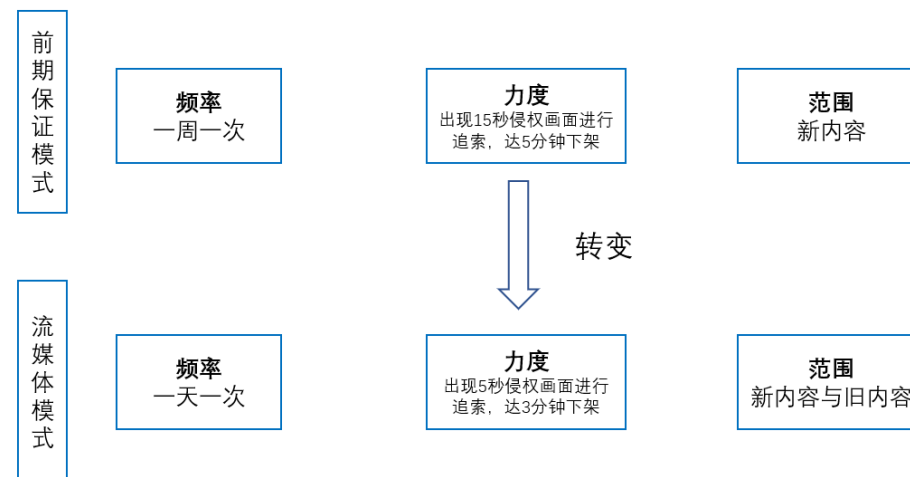 前期保证模式
频率
一周一次
力度
出现15秒侵权画面进行
追索，达5分钟下架
范围
新内容
转变
流媒体模式
频率
一天一次
力度
出现5秒侵权画面进行
追索，达3分钟下架
范围
新内容与旧内容